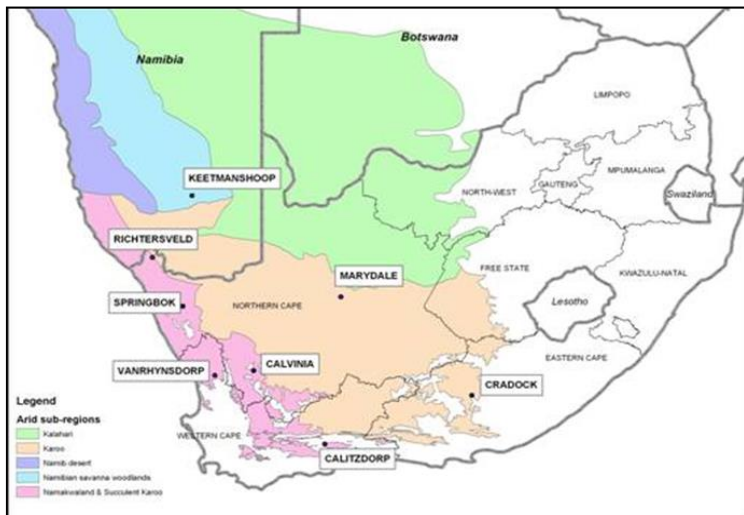 Namibia
Botswana
LIMPOPO
KEETMANSHOOP
NORTH-WEST
GAUTENG
MPUMALANGA
Swaziland
RICHTERSVELD
MARYDALE
FREE STATE
KWAZULU-NATAL
SPRINGBOK
NORTHERN CAPE
Lesotho
VANRHYNSDORP
CALVINIA
EASTERN CAPE
CRADOCK
WESTERN CAPE
CALITZDORP
Legend
Arid sub-regions
Kalahari
Karoo
Namib desert
Namibian savanna woodlands
Namakwaland & Succulent Karoo